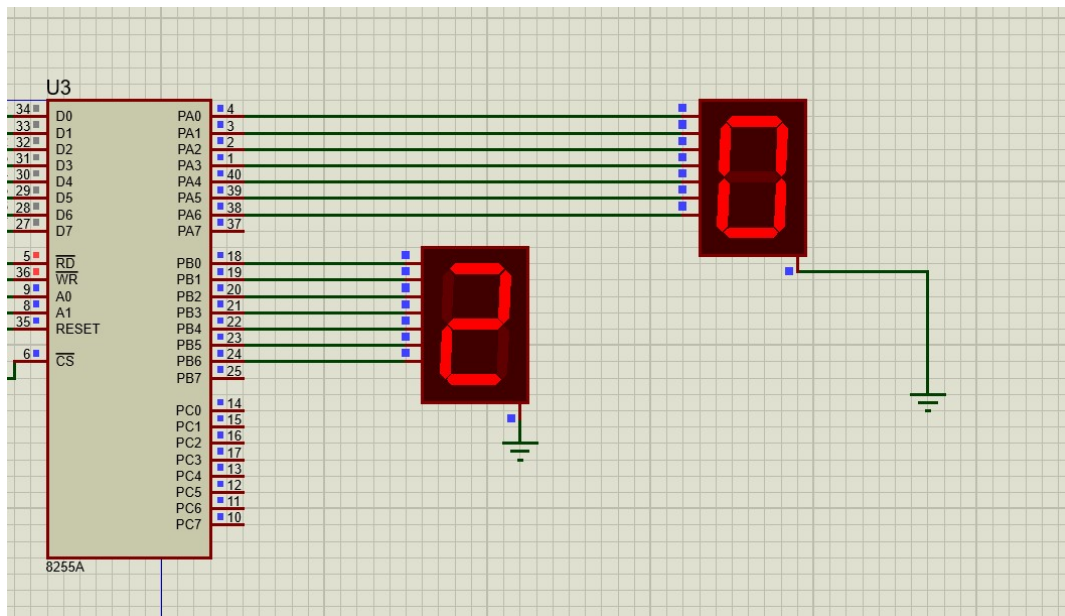 U3
34 D0 PA0 4
33 D1 PA1 3
32 D2 PA2 2
31 D3 PA3 1
30 D4 PA4 40
29 D5 PA5 39
28 D6 PA6 38
27 D7 PA7 37
5 RD PB0 18
36 WR PB1 19
9 A0 PB2 20
8 A1 PB3 21
35 RESET PB4 22
PB5 23
6 CS PB6 24
PB7 25
PC0 14
PC1 15
PC2 16
PC3 17
PC4 13
PC5 12
PC6 11
PC7 10
8255A
0
2